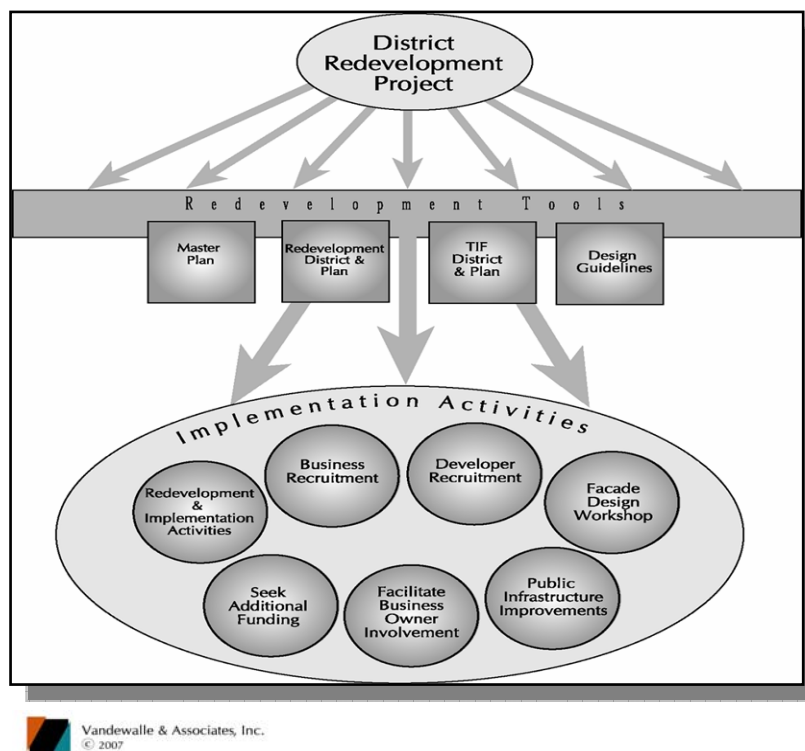 District
Redevelopment
Project
Redevelopment Tools
Master
Plan
Redevelopment
District &
Plan
TIF
District
& Plan
Design
Guidelines
Implementation Activities
Redevelopment
&
Implementation
Activities
Business
Recruitment
Developer
Recruitment
Facade
Design
Workshop
Seek
Additional
Funding
Facilitate
Business
Owner
Involvement
Public
Infrastructure
Improvements
Vandewalle & Associates, Inc.
© 2007